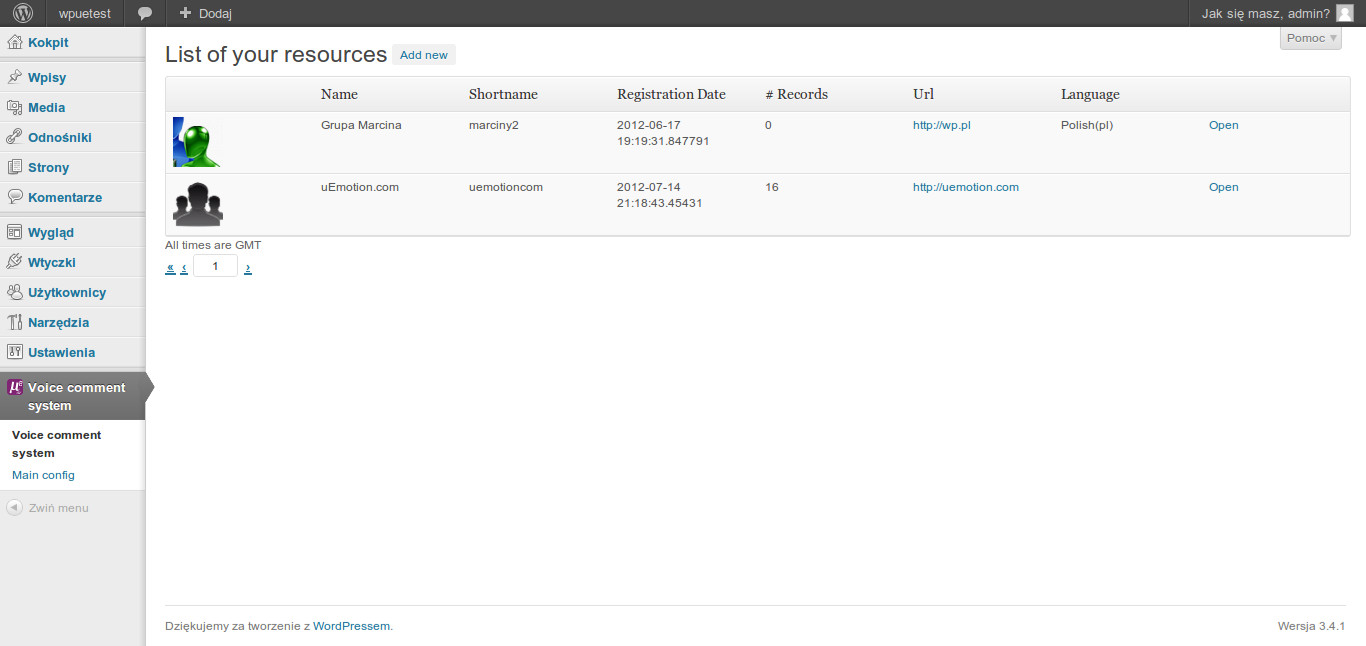 wpuetest Dodaj Jak się masz, admin?
Pomoc
Kokpit
Wpisy
Media
Odnośniki
Strony
Komentarze
Wygląd
Wtyczki
Użytkownicy
Narzędzia
Ustawienia
Voice comment
system
Voice comment
system
Main config
Zwiń menu
List of your resources Add new
Name Shortname Registration Date # Records Url Language
Grupa Marcina marciny2 2012-06-17 0 http://wp.pl Polish(pl) Open
19:19:31.847791
uEmotion.com uemotioncom 2012-07-14 16 http://uemotion.com Open
21:18:43.45431
All times are GMT
« ‹ 1 ›
Dziękujemy za tworzenie z WordPressem. Wersja 3.4.1